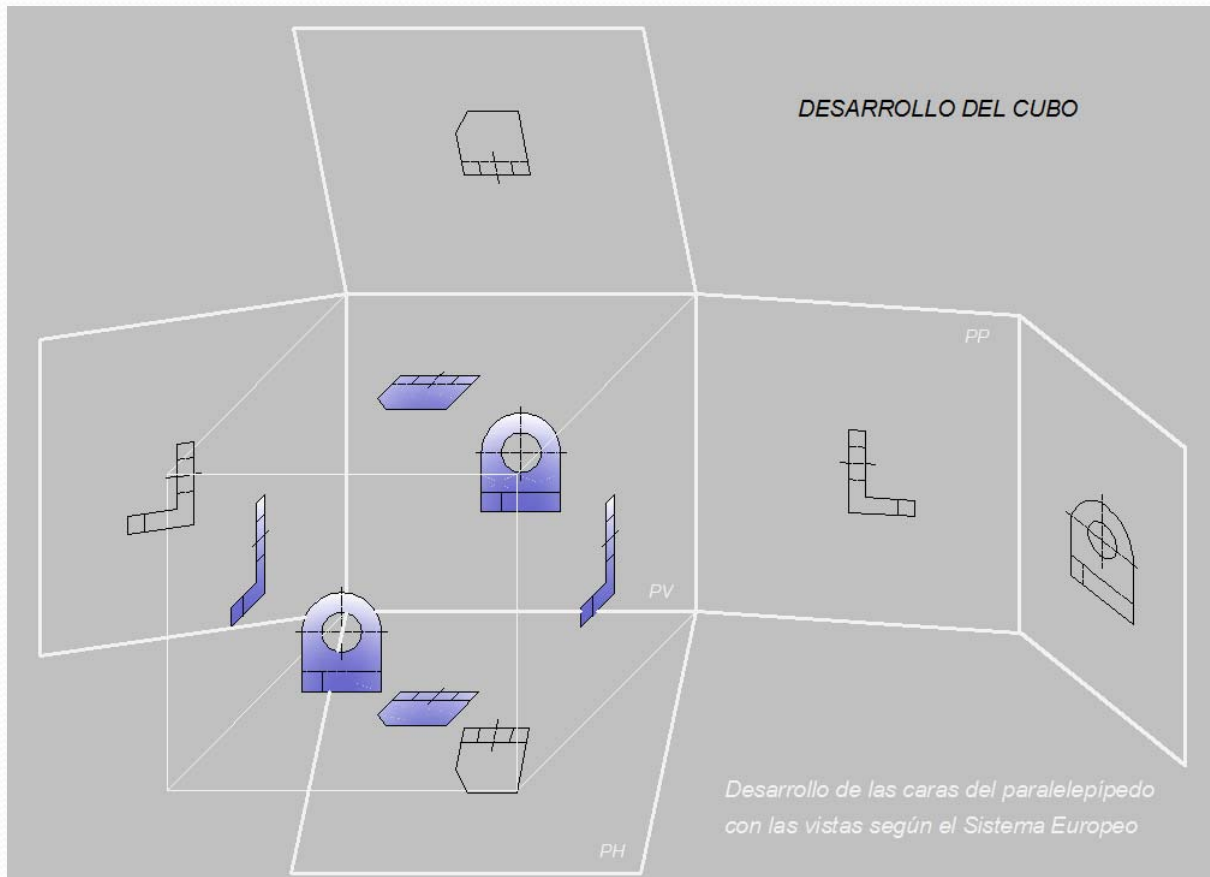 DESARROLLO DEL CUBO
PP
PV
Desarrollo de las caras del paralelepípedo
con las vistas según el Sistema Europeo
PH